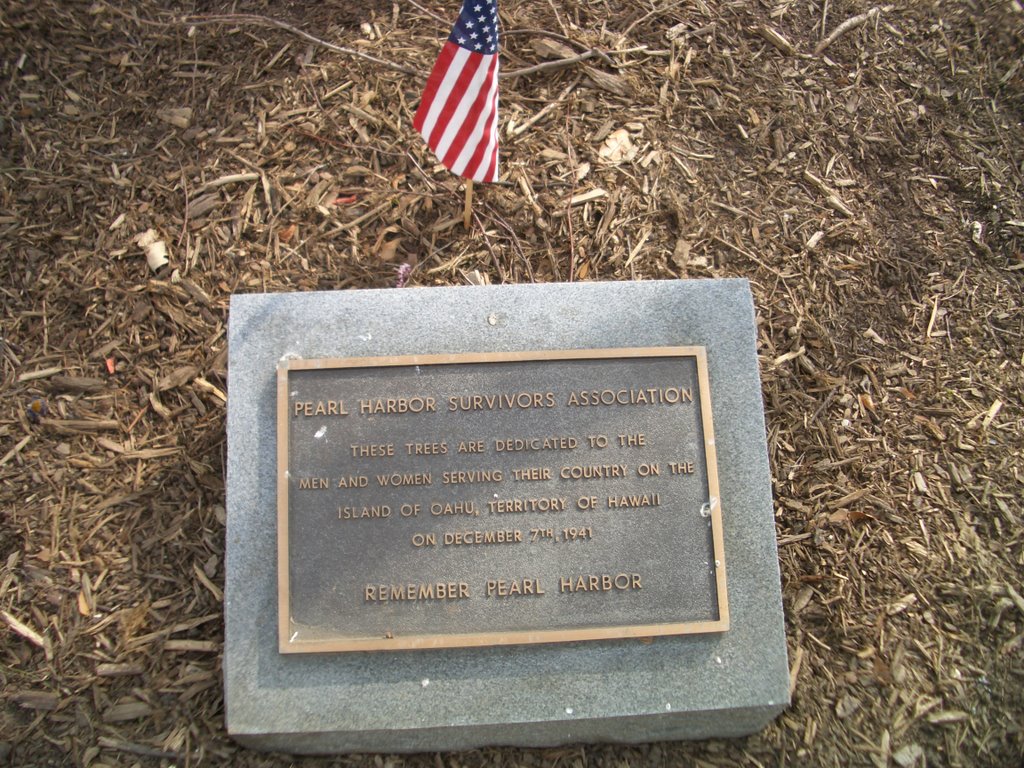 PEARL HARBOR SURVIVORS ASSOCIATION
THESE TREES ARE DEDICATED TO THE
MEN AND WOMEN SERVING THEIR COUNTRY ON THE
ISLAND OF OAHU, TERRITORY OF HAWAII
ON DECEMBER 7TH, 1941
REMEMBER PEARL HARBOR